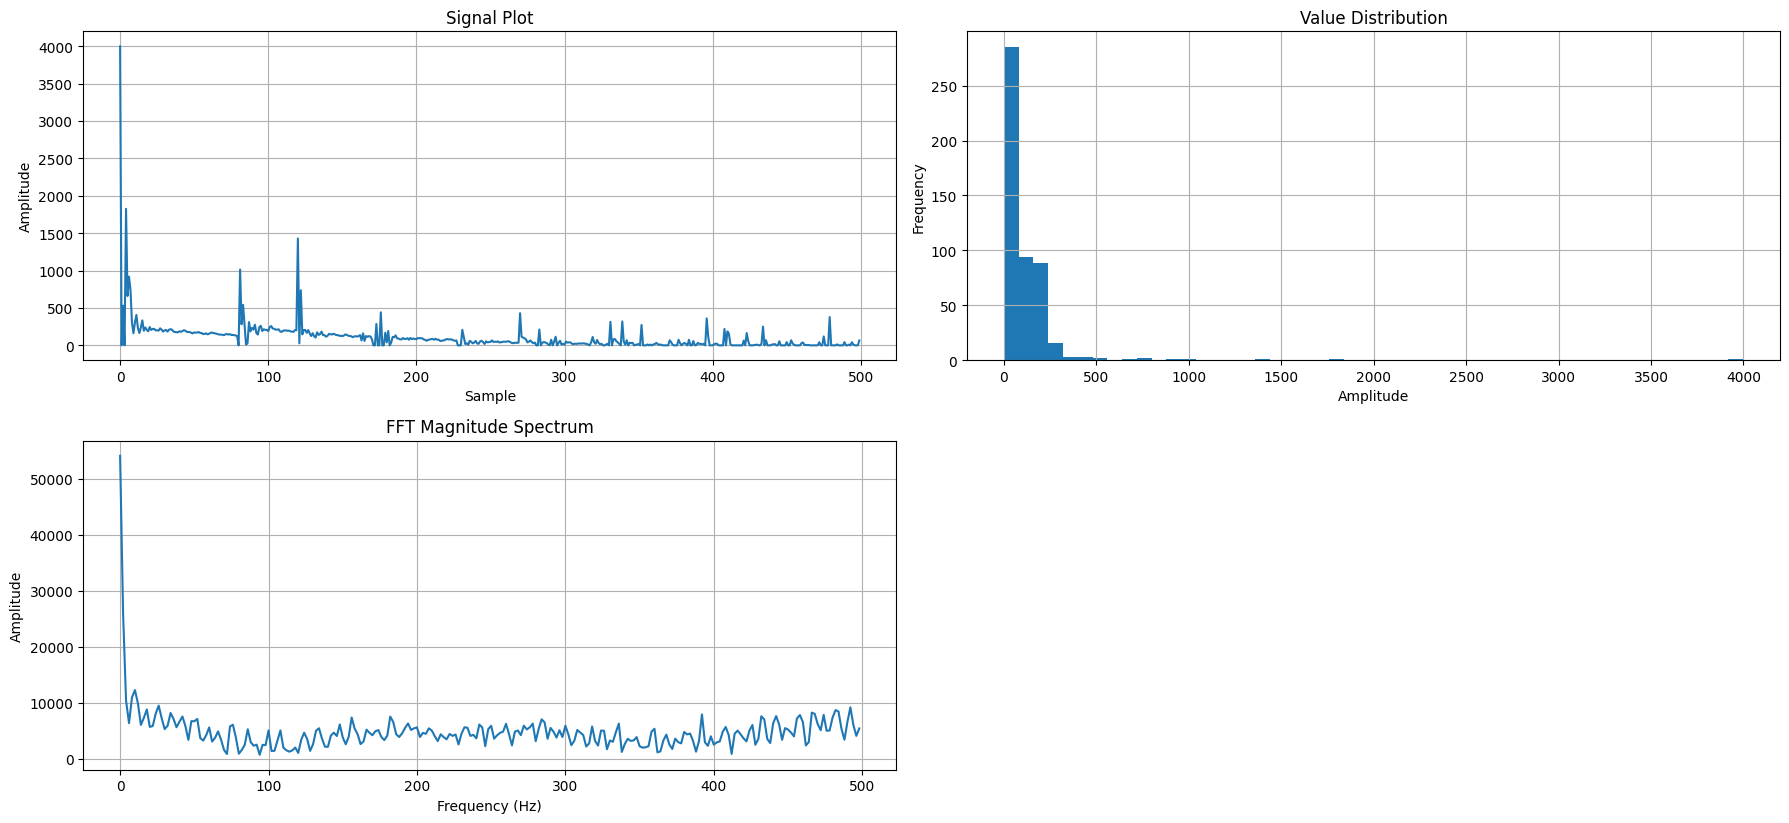 Signal Plot
Amplitude
4000
3500
3000
2500
2000
1500
1000
500
0
0 100 200 300 400 500
Sample
Value Distribution
Frequency
250
200
150
100
50
0
0 500 1000 1500 2000 2500 3000 3500 4000
Amplitude
FFT Magnitude Spectrum
Amplitude
50000
40000
30000
20000
10000
0
0 100 200 300 400 500
Frequency (Hz)